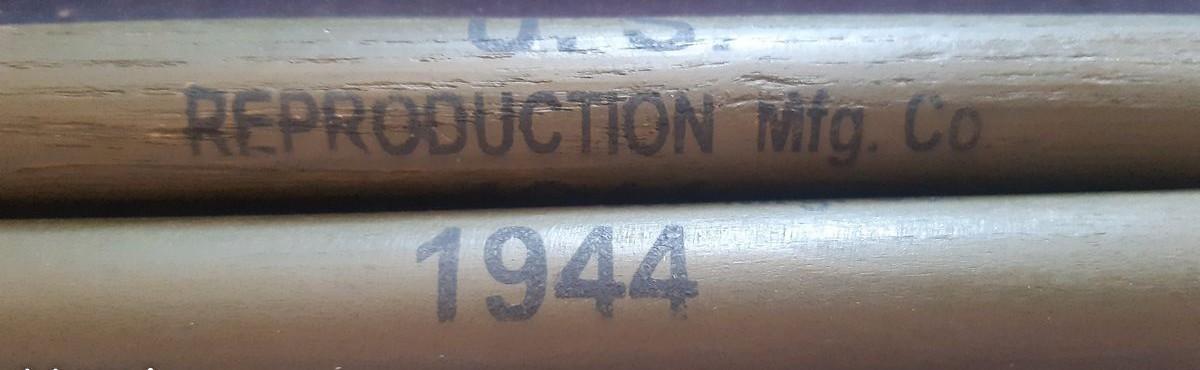 U. S.
REPRODUCTION Mfg. Co
1944